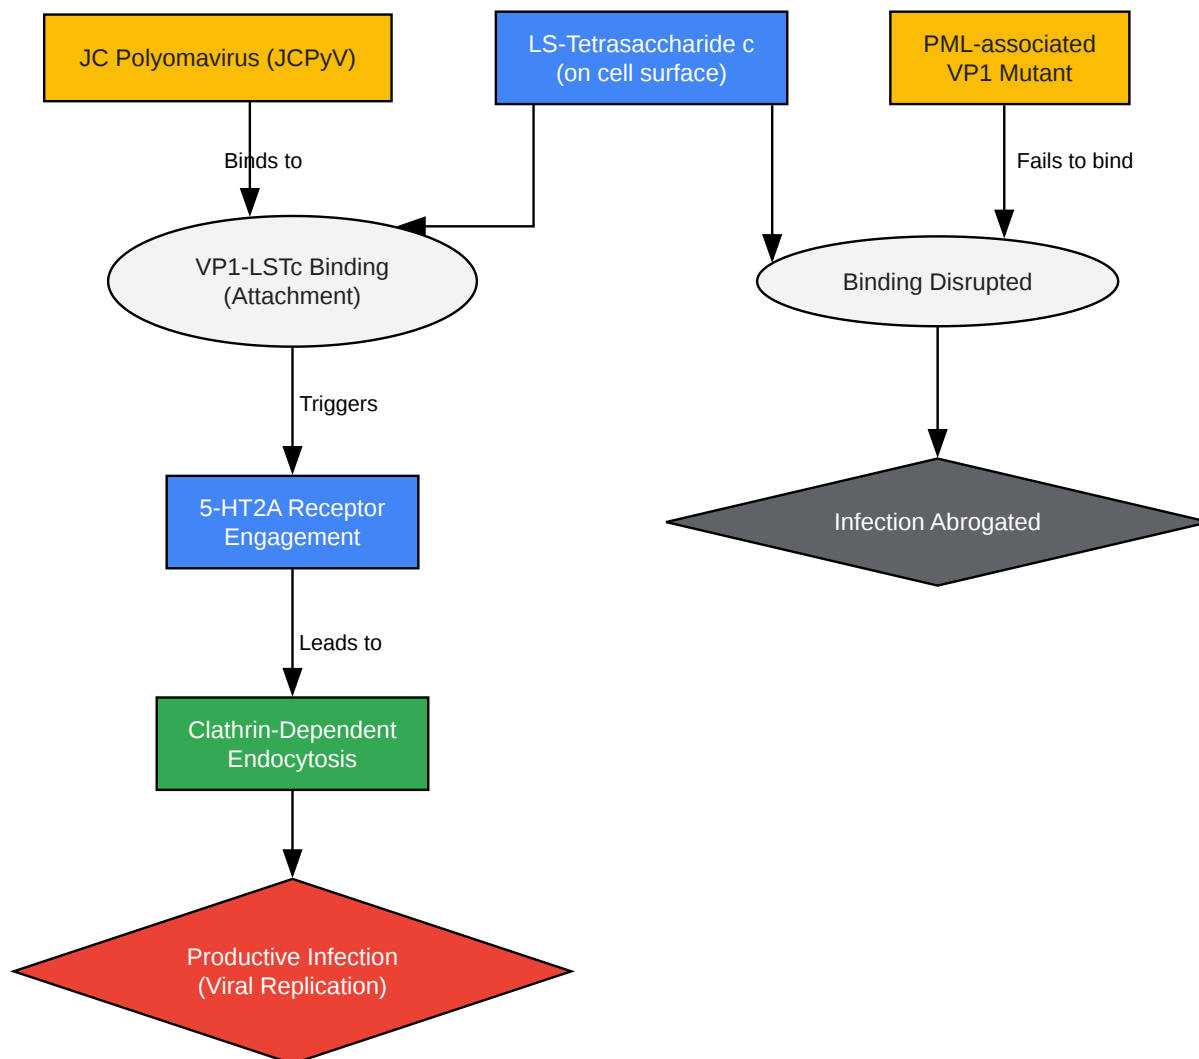 JC Polyomavirus (JCPyV)
LS-Tetrasaccharide c
(on cell surface)
PML-associated
VP1 Mutant
Binds to
Fails to bind
VP1-LSTc Binding
(Attachment)
Binding Disrupted
Triggers
5-HT2A Receptor
Engagement
Infection Abrogated
Leads to
Clathrin-Dependent
Endocytosis
Productive Infection
(Viral Replication)